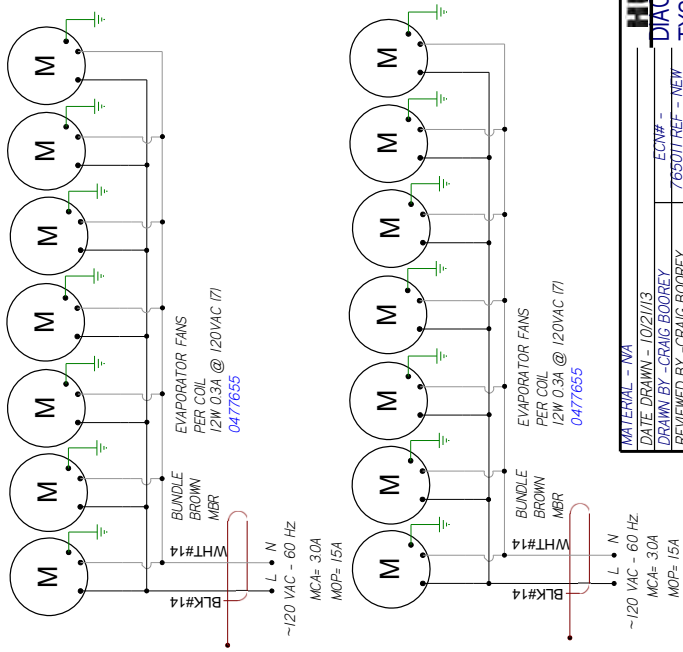 M M M M M M M
EVAPORATOR FANS
PER COIL
12W 0.3A @ 120VAC (7)
0477655
BUNDLE
BROWN
MBR
WHT#14
BLK#14
L N
~120 VAC - 60 HZ
MCA= 3.0A
MOP= 15A
M M M M M M M
EVAPORATOR FANS
PER COIL
12W 0.3A @ 120VAC (7)
0477655
BUNDLE
BROWN
MBR
WHT#14
BLK#14
L N
~120 VAC - 60 HZ.
MCA= 3.0A
MOP= 15A
MATERIAL - N/A
DATE DRAWN - 10/21/13
DRAWN BY -CRAIG BOOREY
ECN# -
REVIEWED BY -CRAIG BOOREY
765011 REF - NEW